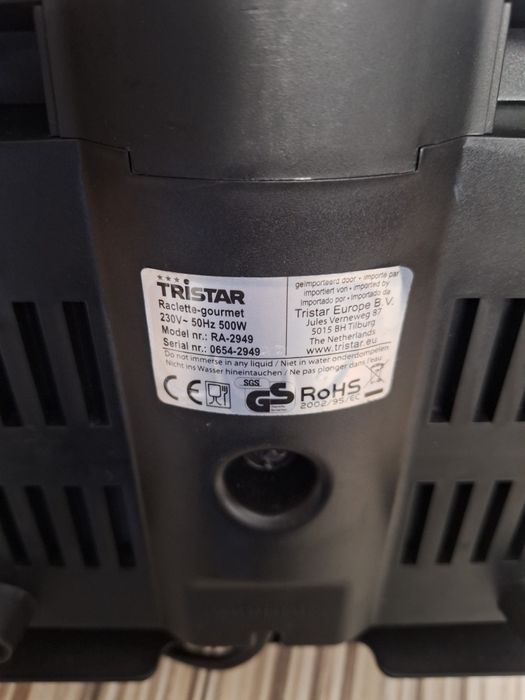 TRISTAR
Raclette-gourmet
230V~ 50Hz 500W
Model nr.: RA-2949
Serial nr.: 0654-2949
geïmporteerd door • importe par
importiert von • imported by
importado por • importado da
Tristar Europe B.V.
Jules Verneweg 87
5015 BH Tilburg
The Netherlands
www.tristar.eu
Do not immerse in any liquid / Niet in water onderdompelen
Nicht ins Wasser hineintauchen / Ne pas plonger dans l'eau
CE SGS GS RoHS
2002/95/EC